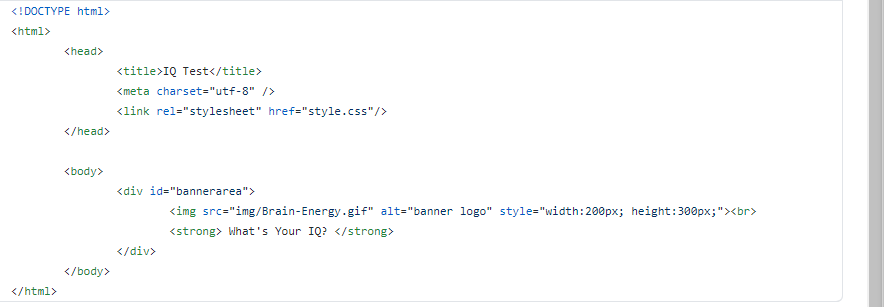 <!DOCTYPE html>
<html>
<head>
<title>IQ Test</title>
<meta charset="utf-8" />
<link rel="stylesheet" href="style.css"/>
</head>
<body>
<div id="bannerarea">
<img src="img/Brain-Energy.gif" alt="banner logo" style="width:200px; height:300px;"><br>
<strong> What's Your IQ? </strong>
</div>
</body>
</html>